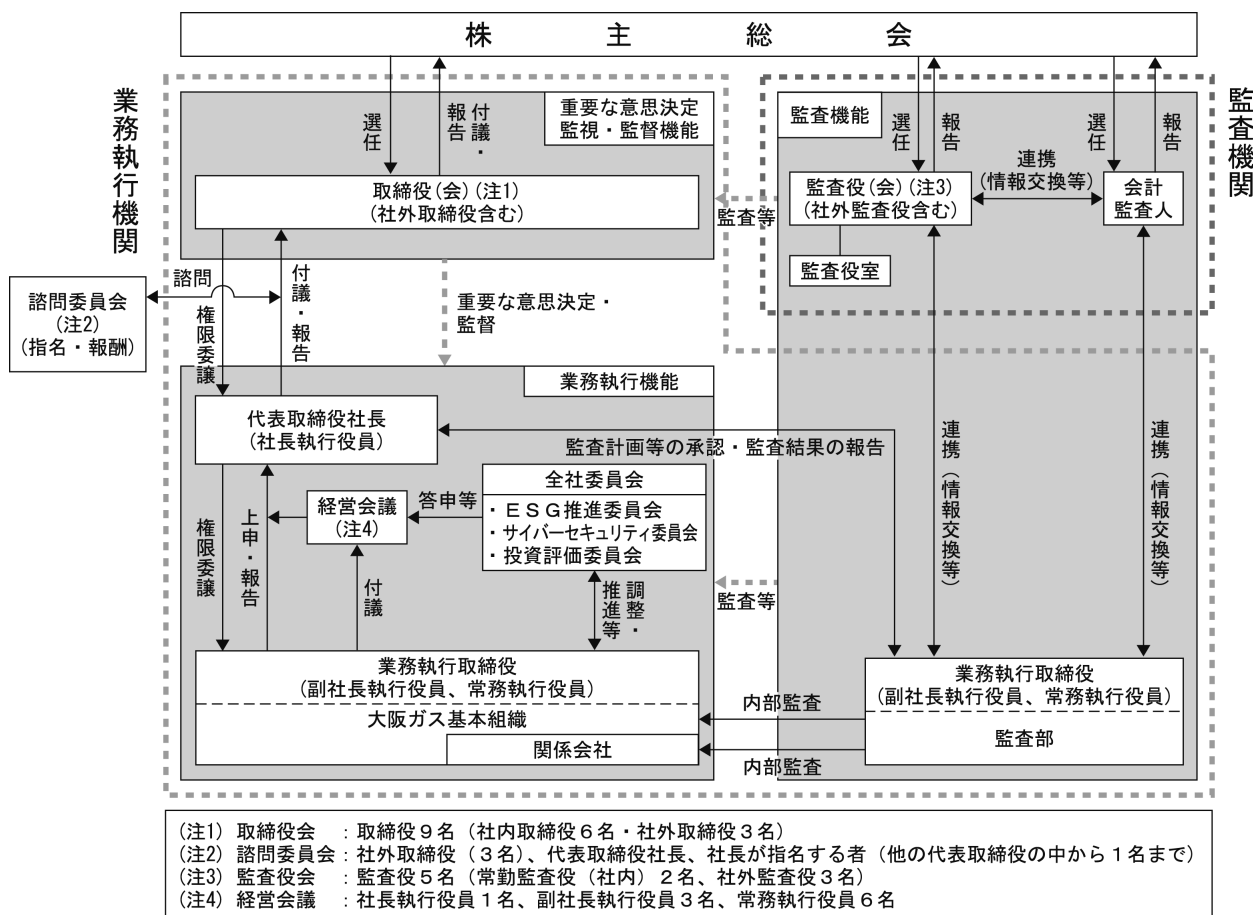 株主総会
業務執行機関
監査機関
重要な意思決定
監視・監督機能
監査機能
選任
付議・
報告
選任
報告
選任
報告
取締役(会)(注1)
(社外取締役含む)
監査等
監査役(会)(注3)
(社外監査役含む)
連携
(情報交換等)
会計
監査人
監査役室
諮問
諮問委員会
(注2)
(指名・報酬)
権限委譲
付議・報告
重要な意思決定・
監督
業務執行機能
代表取締役社長
(社長執行役員)
監査計画等の承認・監査結果の報告
全社委員会
・ESG推進委員会
・サイバーセキュリティ委員会
・投資評価委員会
答申等
経営会議
(注4)
権限委譲
上申・報告
付議
調整・
推進等
監査等
連携(情報交換等)
連携(情報交換等)
業務執行取締役
(副社長執行役員、常務執行役員)
大阪ガス基本組織
関係会社
内部監査
内部監査
業務執行取締役
(副社長執行役員、常務執行役員)
監査部
(注1) 取締役会 : 取締役9名(社内取締役6名・社外取締役3名)
(注2) 諮問委員会 : 社外取締役(3名)、代表取締役社長、社長が指名する者(他の代表取締役の中から1名まで)
(注3) 監査役会 : 監査役5名(常勤監査役(社内)2名、社外監査役3名)
(注4) 経営会議 : 社長執行役員1名、副社長執行役員3名、常務執行役員6名